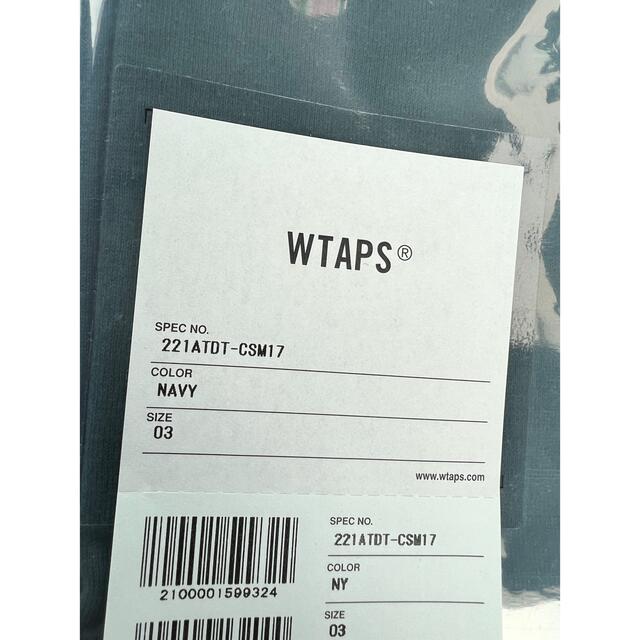 WTAPS®
SPEC NO.
221ATDT-CSM17
COLOR
NAVY
SIZE
03
www.wtaps.com
SPEC NO.
221ATDT-CSM17
COLOR
NY
SIZE
03
2100001599324